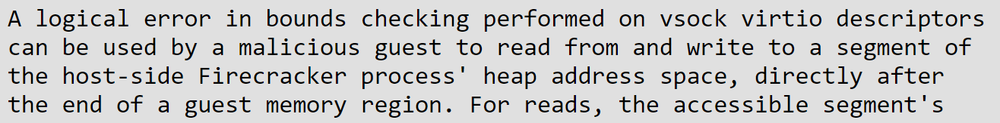 A logical error in bounds checking performed on vsock virtio descriptors
can be used by a malicious guest to read from and write to a segment of
the host-side Firecracker process' heap address space, directly after
the end of a guest memory region. For reads, the accessible segment's